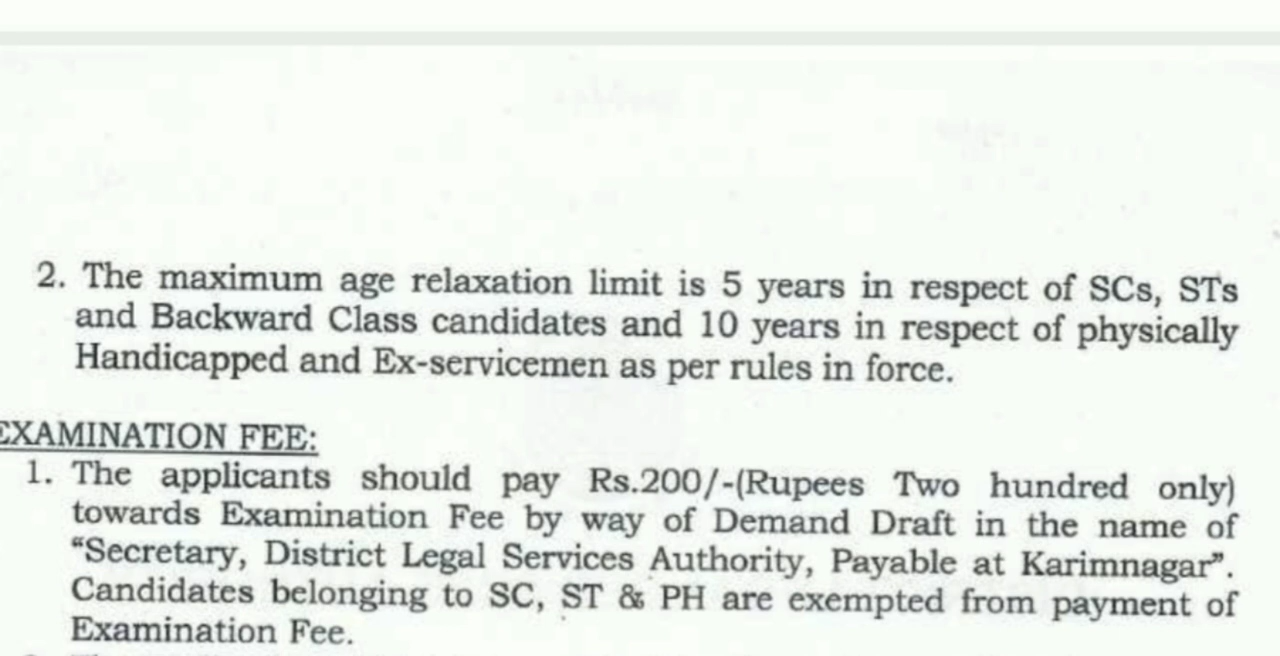 2. The maximum age relaxation limit is 5 years in respect of SCs, STs
and Backward Class candidates and 10 years in respect of physically
Handicapped and Ex-servicemen as per rules in force.
EXAMINATION FEE:
1. The applicants should pay Rs.200/-(Rupees Two hundred only)
towards Examination Fee by way of Demand Draft in the name of
“Secretary, District Legal Services Authority, Payable at Karimnagar”.
Candidates belonging to SC, ST & PH are exempted from payment of
Examination Fee.